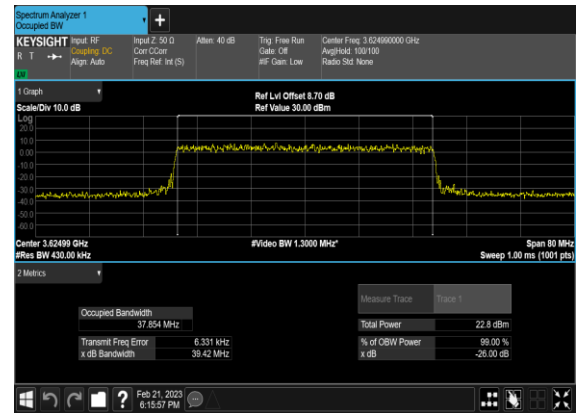 Spectrum Analyzer 1
Occupied BW
+
KEYSIGHT Input: RF Input Z: 50 Ω Atten: 40 dB Trig: Free Run Center Freq: 3.624990000 GHz
R T Coupling: DC Corr CCorr Gate: Off Avg|Hold: 100/100
Align: Auto Freq Ref: Int (S) #IF Gain: Low Radio Std: None
LXI
1 Graph Ref Lvl Offset 8.70 dB
Scale/Div 10.0 dB Ref Value 30.00 dBm
Log
20.0
10.0
0.00
-10.0
-20.0
-30.0
-40.0
-50.0
-60.0
Center 3.62499 GHz #Video BW 1.3000 MHz* Span 80 MHz
#Res BW 430.00 kHz Sweep 1.00 ms (1001 pts)
2 Metrics
Measure Trace Trace 1
Occupied Bandwidth
37.854 MHz Total Power 22.8 dBm
Transmit Freq Error 6.331 kHz % of OBW Power 99.00 %
x dB Bandwidth 39.42 MHz x dB -26.00 dB
? Feb 21, 2023
6:15:57 PM